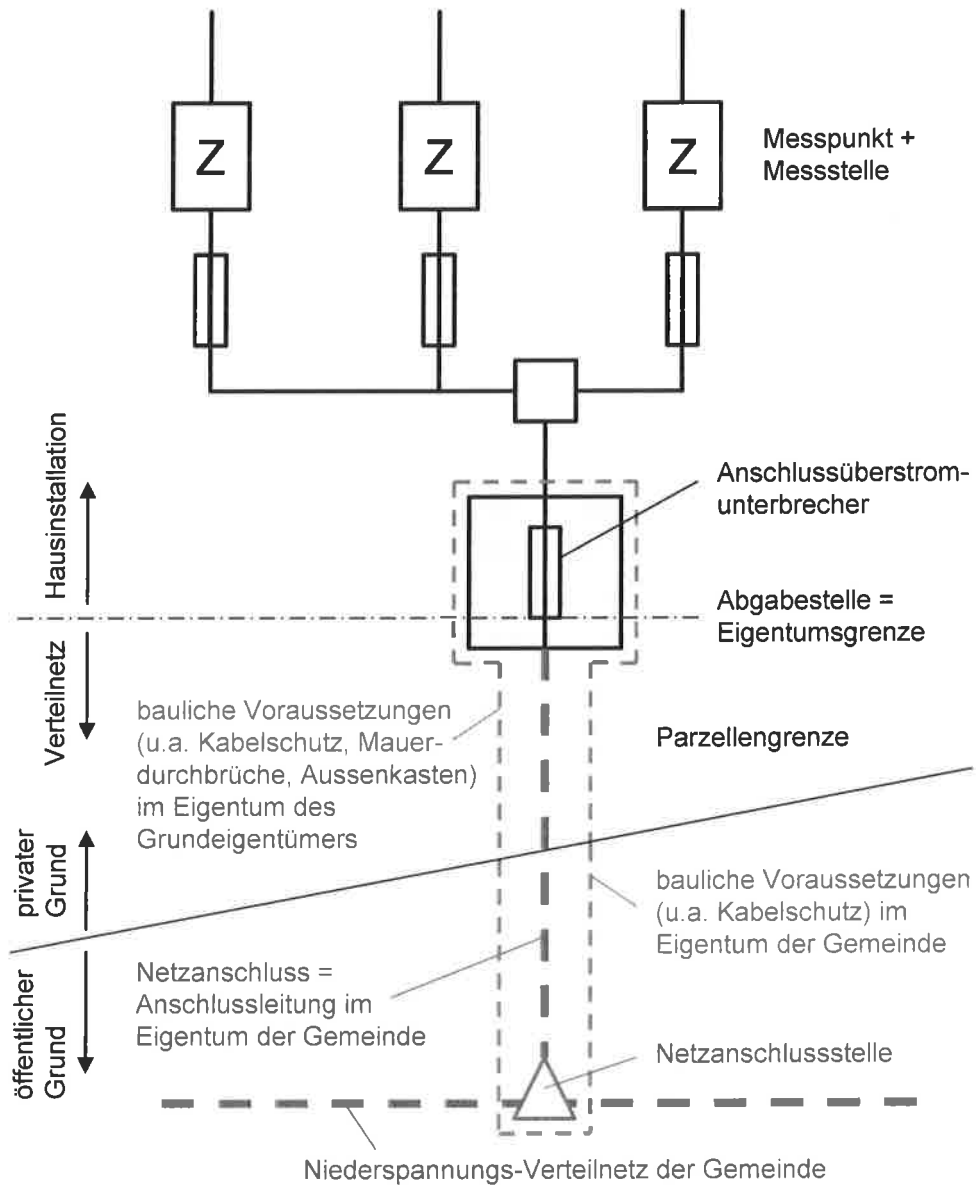 Z
Z
Z
Messpunkt +
Messstelle
Hausinstallation
Anschlussüberstrom-
unterbrecher
Abgabestelle =
Eigentumsgrenze
Verteilnetz
bauliche Voraussetzungen
(u.a. Kabelschutz, Mauer-
durchbrüche, Aussenkasten)
im Eigentum des
Grundeigentümers
Parzellengrenze
privater
Grund
bauliche Voraussetzungen
(u.a. Kabelschutz) im
Eigentum der Gemeinde
öffentlicher
Grund
Netzanschluss =
Anschlussleitung im
Eigentum der Gemeinde
Netzanschlussstelle
Niederspannungs-Verteilnetz der Gemeinde